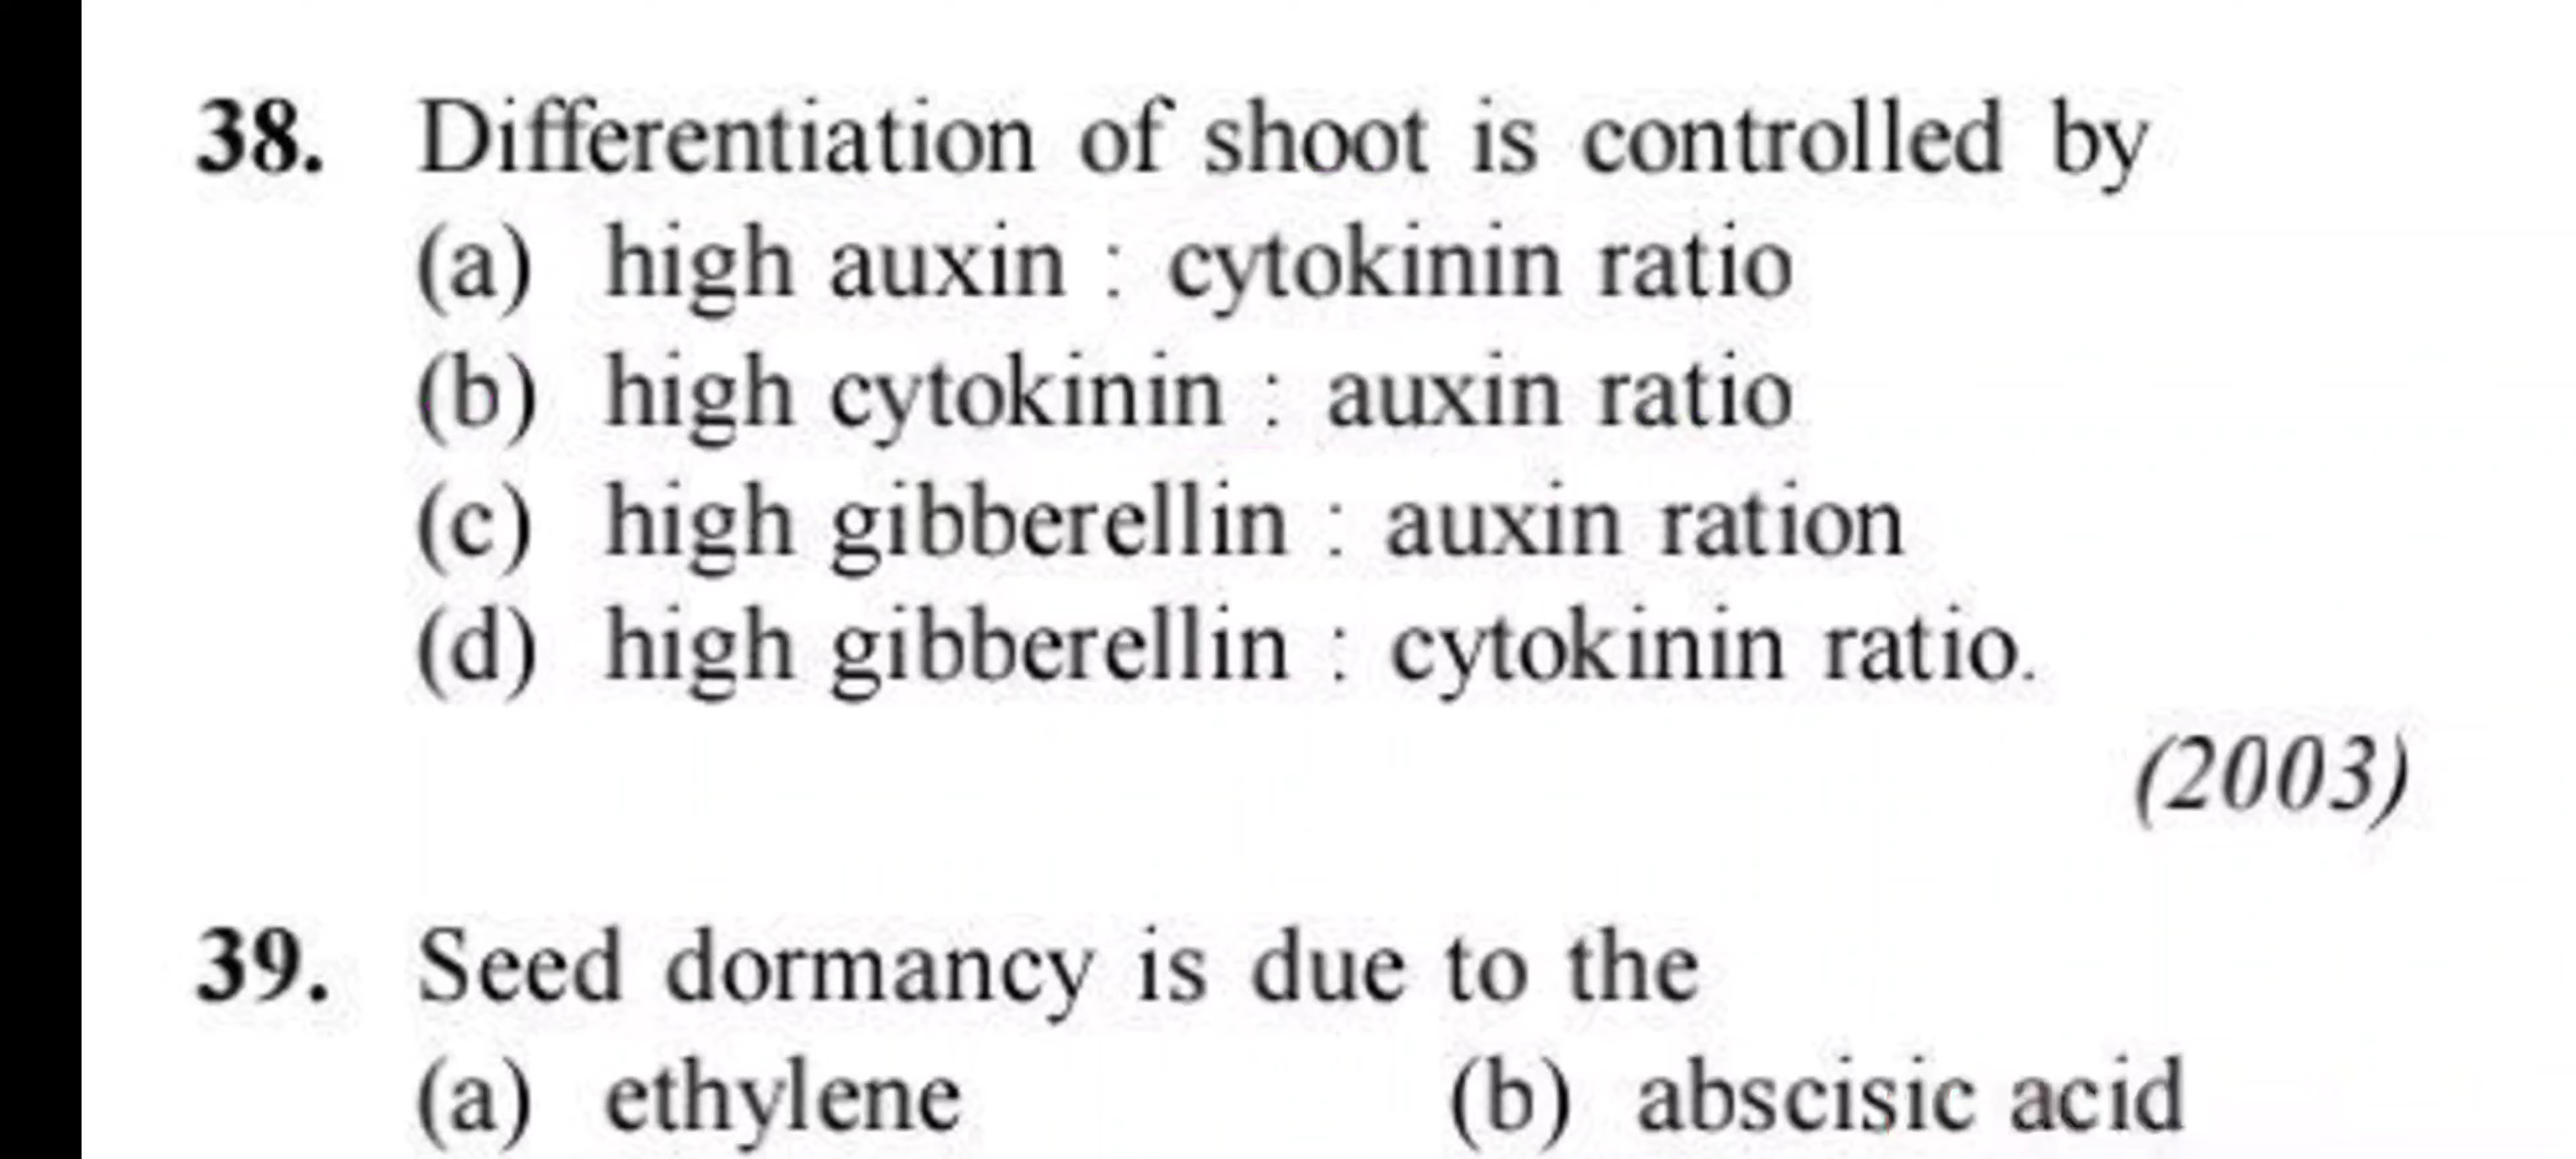 38. Differentiation of shoot is controlled by
(a) high auxin : cytokinin ratio
(b) high cytokinin : auxin ratio
(c) high gibberellin : auxin ration
(d) high gibberellin : cytokinin ratio.
(2003)
39. Seed dormancy is due to the
(a) ethylene (b) abscisic acid